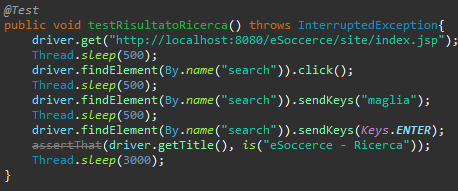 @Test
public void testRisultatoRicerca() throws InterruptedException{
driver.get("http://localhost:8080/eSoccerce/site/index.jsp");
Thread.sleep(500);
driver.findElement(By.name("search")).click();
Thread.sleep(500);
driver.findElement(By.name("search")).sendKeys("maglia");
Thread.sleep(500);
driver.findElement(By.name("search")).sendKeys(Keys.ENTER);
assertThat(driver.getTitle(), is("eSoccerce - Ricerca"));
Thread.sleep(3000);
}